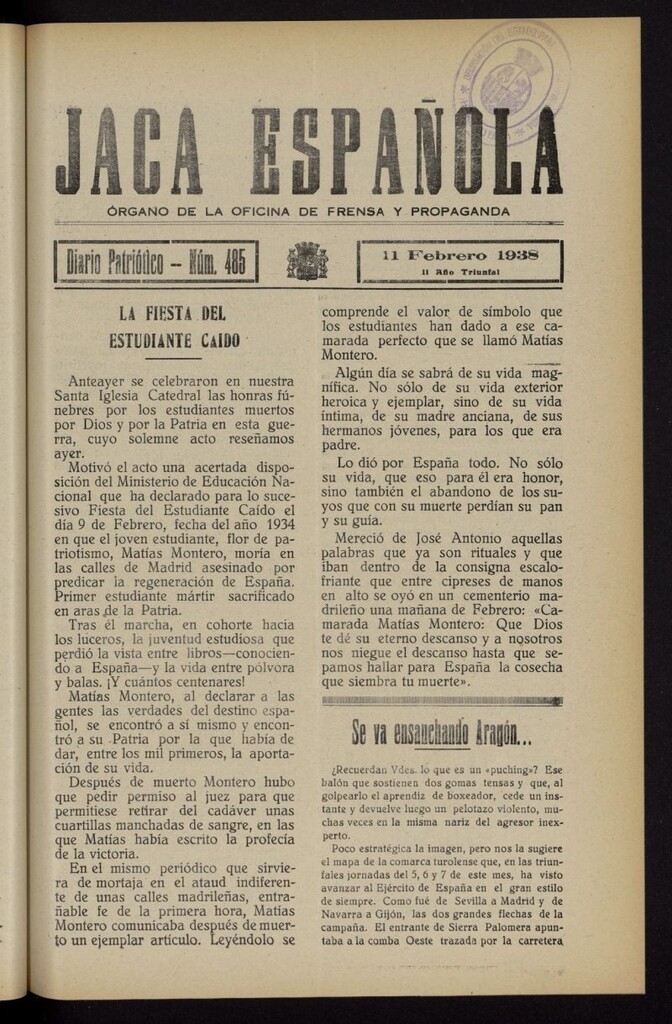 JACA ESPAÑOLA
ÓRGANO DE LA OFICINA DE FRENSA Y PROPAGANDA
Diario Patriótico – Núm. 485
11 Febrero 1938
II Año Triunfal
LA FIESTA DEL
ESTUDIANTE CAIDO
Anteayer se celebraron en nuestra
Santa Iglesia Catedral las honras fú-
nebres por los estudiantes muertos
por Dios y por la Patria en esta gue-
rra, cuyo solemne acto reseñamos
ayer.
Motivó el acto una acertada dispo-
sición del Ministerio de Educación Na-
cional que ha declarado para lo suce-
sivo Fiesta del Estudiante Caído el
día 9 de Febrero, fecha del año 1934
en que el joven estudiante, flor de pa-
triotismo, Matías Montero, moría en
las calles de Madrid asesinado por
predicar la regeneración de España.
Primer estudiante mártir sacrificado
en aras de la Patria.
Tras él marcha, en cohorte hacia
los luceros, la juventud estudiosa que
perdió la vista entre libros—conocien-
do a España—y la vida entre pólvora
y balas. ¡Y cuántos centenares!
Matías Montero, al declarar a las
gentes las verdades del destino espa-
ñol, se encontró a sí mismo y encon-
tró a su Patria por la que había de
dar, entre los mil primeros, la aporta-
ción de su vida.
Después de muerto Montero hubo
que pedir permiso al juez para que
permitiese retirar del cadáver unas
cuartillas manchadas de sangre, en las
que Matías había escrito la profecía
de la victoria.
En el mismo periódico que sirvie-
ra de mortaja en el ataud indiferen-
te de unas calles madrileñas, entra-
ñable fe de la primera hora, Matías
Montero comunicaba después de muer-
to un ejemplar artículo. Leyéndolo se
comprende el valor de símbolo que
los estudiantes han dado a ese ca-
marada perfecto que se llamó Matías
Montero.
Algún día se sabrá de su vida mag-
nífica. No sólo de su vida exterior
heroica y ejemplar, sino de su vida
íntima, de su madre anciana, de sus
hermanos jóvenes, para los que era
padre.
Lo dió por España todo. No sólo
su vida, que eso para él era honor,
sino también el abandono de los su-
yos que con su muerte perdían su pan
y su guía.
Mereció de José Antonio aquellas
palabras que ya son rituales y que
iban dentro de la consigna escalo-
friante que entre cipreses de manos
en alto se oyó en un cementerio ma-
drileño una mañana de Febrero: «Ca-
marada Matías Montero: Que Dios
te dé su eterno descanso y a nosotros
nos niegue el descanso hasta que se-
pamos hallar para España la cosecha
que siembra tu muerte».
Se va ensanchando Aragón...
¿Recuerdan Vdes. lo que es un «puching»? Ese
balón que sostienen dos gomas tensas y que, al
golpearlo el aprendiz de boxeador, cede un ins-
tante y devuelve luego un pelotazo violento, mu-
chas veces en la misma nariz del agresor inex-
perto.
Poco estratégica la imagen, pero nos la sugiere
el mapa de la comarca turolense que, en las triun-
fales jornadas del 5, 6 y 7 de este mes, ha visto
avanzar al Ejército de España en el gran estilo
de siempre. Como fué de Sevilla a Madrid y de
Navarra a Gijón, las dos grandes flechas de la
campaña. El entrante de Sierra Palomera apun-
taba a la comba Oeste trazada por la carretera